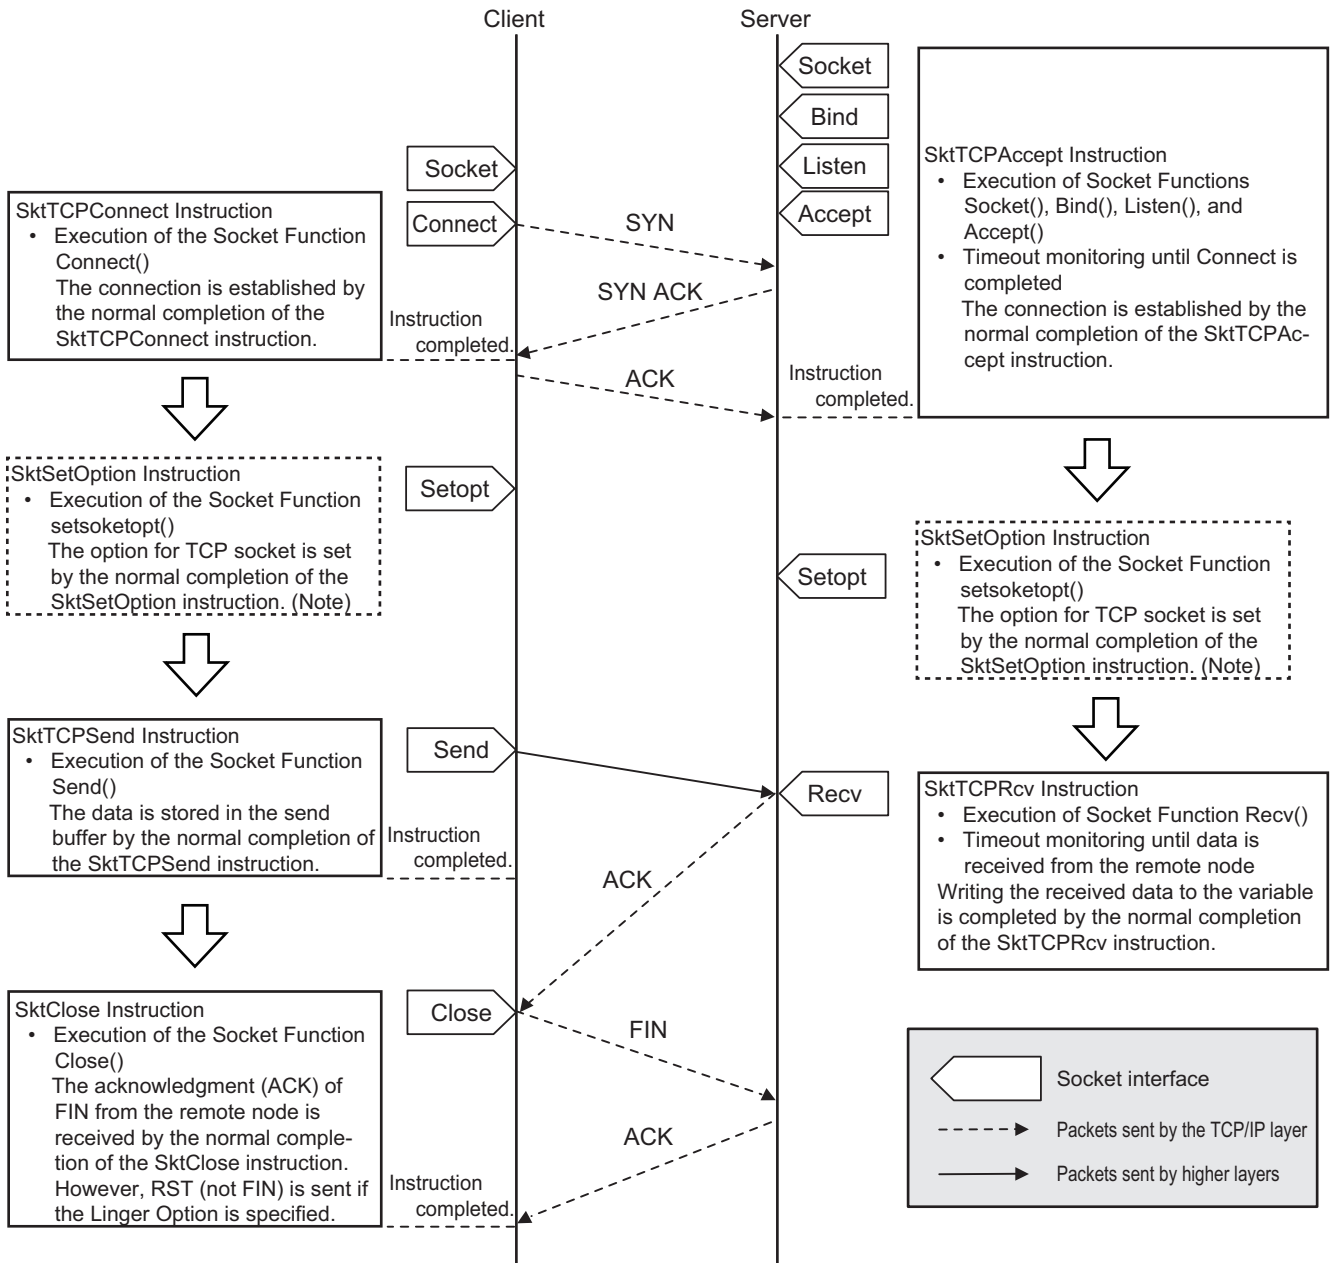 Client
Server
Socket
Bind
Listen
Accept
SktTCPAccept Instruction
• Execution of Socket Functions
Socket(), Bind(), Listen(), and
Accept()
• Timeout monitoring until Connect is
completed
The connection is established by the
normal completion of the SktTCPAc-
cept instruction.
Socket
Connect
SktTCPConnect Instruction
• Execution of the Socket Function
Connect()
The connection is established by
the normal completion of the
SktTCPConnect instruction.
SYN
SYN ACK
Instruction
completed.
ACK
Instruction
completed.
SktSetOption Instruction
• Execution of the Socket Function
setsoketopt()
The option for TCP socket is set
by the normal completion of the
SktSetOption instruction. (Note)
Setopt
Setopt
SktSetOption Instruction
• Execution of the Socket Function
setsoketopt()
The option for TCP socket is set
by the normal completion of the
SktSetOption instruction. (Note)
SktTCPSend Instruction
• Execution of the Socket Function
Send()
The data is stored in the send
buffer by the normal completion of
the SktTCPSend instruction.
Send
Instruction
completed.
Recv
ACK
SktTCPRcv Instruction
• Execution of Socket Function Recv()
• Timeout monitoring until data is
received from the remote node
Writing the received data to the variable
is completed by the normal completion
of the SktTCPRcv instruction.
SktClose Instruction
• Execution of the Socket Function
Close()
The acknowledgment (ACK) of
FIN from the remote node is
received by the normal comple-
tion of the SktClose instruction.
However, RST (not FIN) is sent if
the Linger Option is specified.
Close
FIN
ACK
Instruction
completed.
Socket interface
Packets sent by the TCP/IP layer
Packets sent by higher layers